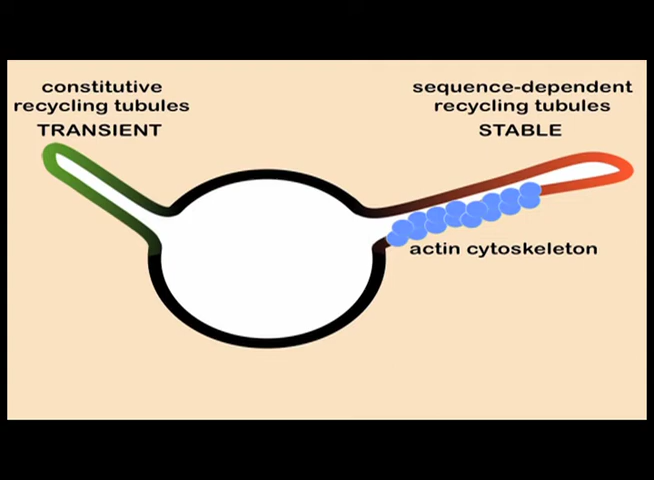 constitutive
recycling tubules
TRANSIENT
sequence-dependent
recycling tubules
STABLE
actin cytoskeleton